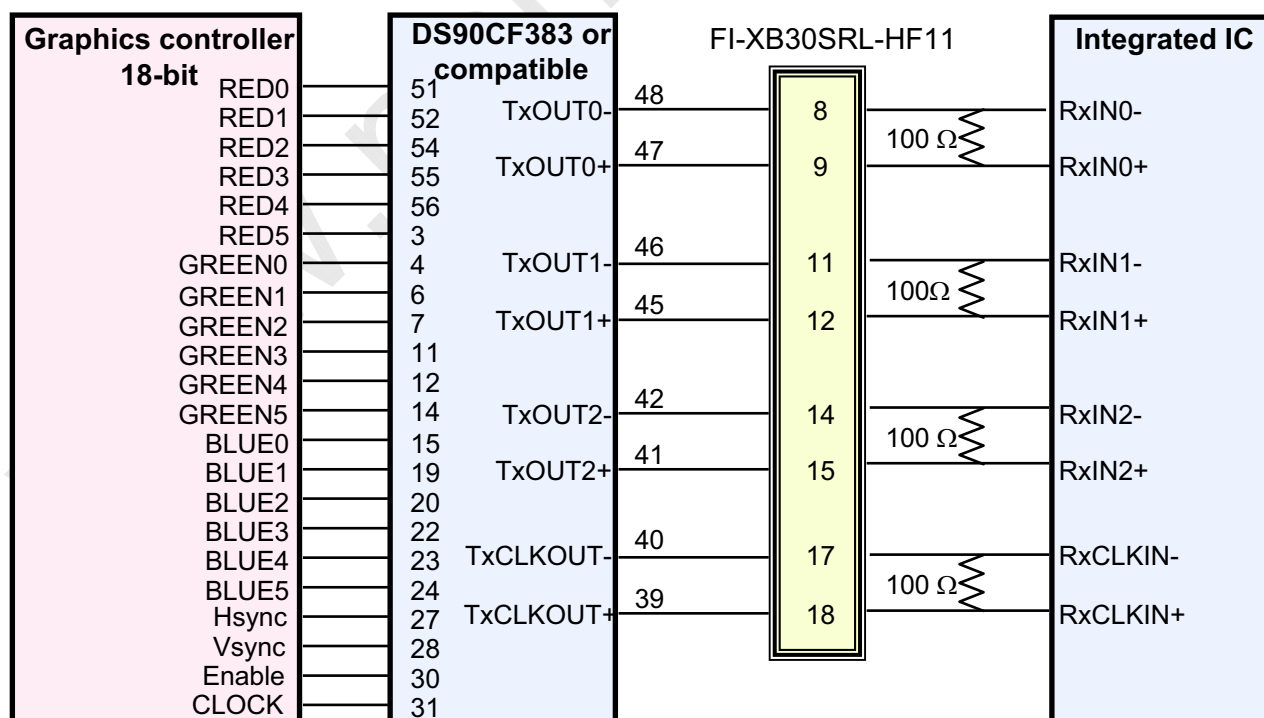 Graphics controller
18-bit
DS90CF383 or
compatible
FI-XB30SRL-HF11
Integrated IC
RED0 51
RED1 52
RED2 54
RED3 55
RED4 56
RED5 3
GREEN0 4
GREEN1 6
GREEN2 7
GREEN3 11
GREEN4 12
GREEN5 14
BLUE0 15
BLUE1 19
BLUE2 20
BLUE3 22
BLUE4 23
BLUE5 24
Hsync 27
Vsync 28
Enable 30
CLOCK 31
TxOUT0- 48 8 RxIN0-
100 Ω
TxOUT0+ 47 9 RxIN0+
TxOUT1- 46 11 RxIN1-
100Ω
TxOUT1+ 45 12 RxIN1+
TxOUT2- 42 14 RxIN2-
100 Ω
TxOUT2+ 41 15 RxIN2+
TxCLKOUT- 40 17 RxCLKIN-
100 Ω
TxCLKOUT+ 39 18 RxCLKIN+